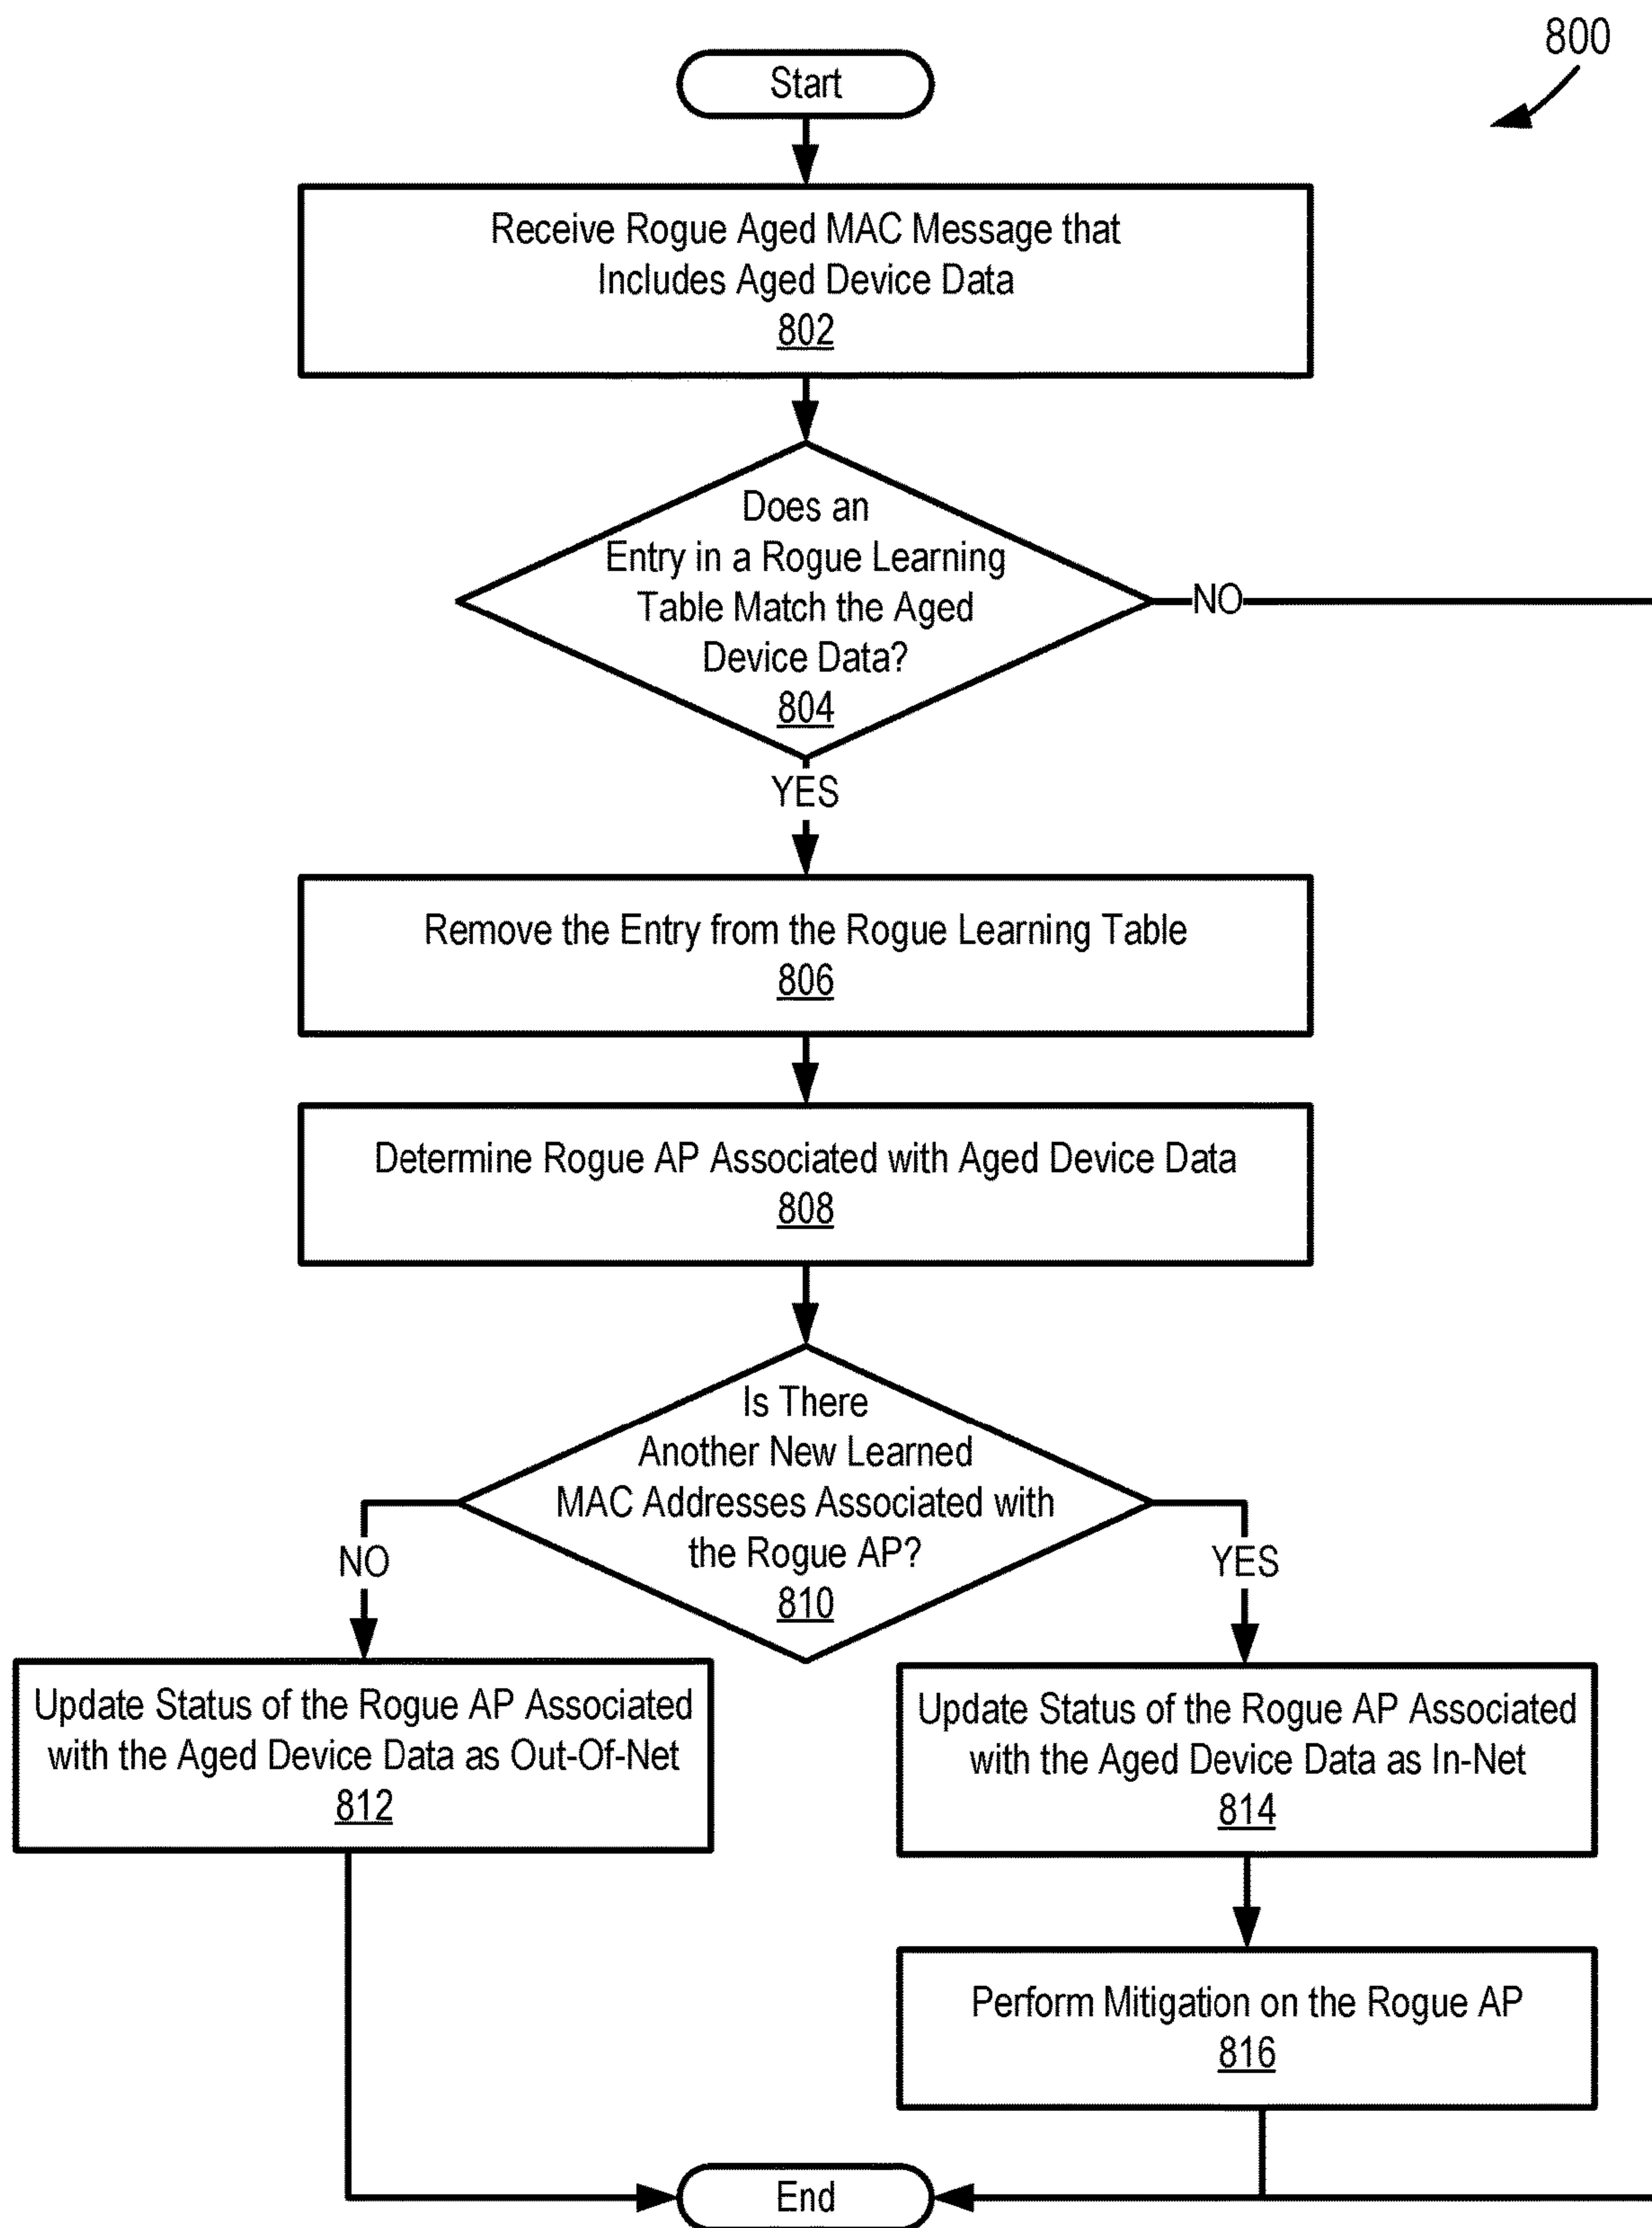 800
Start
Receive Rogue Aged MAC Message that
Includes Aged Device Data
802
Does an
Entry in a Rogue Learning
Table Match the Aged
Device Data?
804
NO
YES
Remove the Entry from the Rogue Learning Table
806
Determine Rogue AP Associated with Aged Device Data
808
Is There
Another New Learned
MAC Addresses Associated with
the Rogue AP?
810
NO
YES
Update Status of the Rogue AP Associated
with the Aged Device Data as Out-Of-Net
812
Update Status of the Rogue AP Associated
with the Aged Device Data as In-Net
814
Perform Mitigation on the Rogue AP
816
End